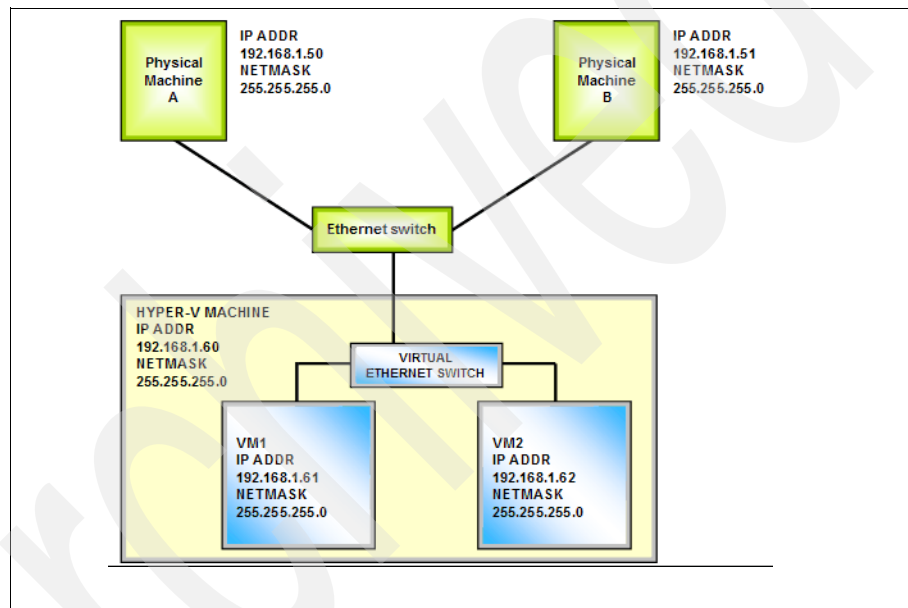 Physical
Machine
A
IP ADDR
192.168.1.50
NETMASK
255.255.255.0
Physical
Machine
B
IP ADDR
192.168.1.51
NETMASK
255.255.255.0
Ethernet switch
HYPER-V MACHINE
IP ADDR
192.168.1.60
NETMASK
255.255.255.0
VIRTUAL
ETHERNET SWITCH
VM1
IP ADDR
192.168.1.61
NETMASK
255.255.255.0
VM2
IP ADDR
192.168.1.62
NETMASK
255.255.255.0